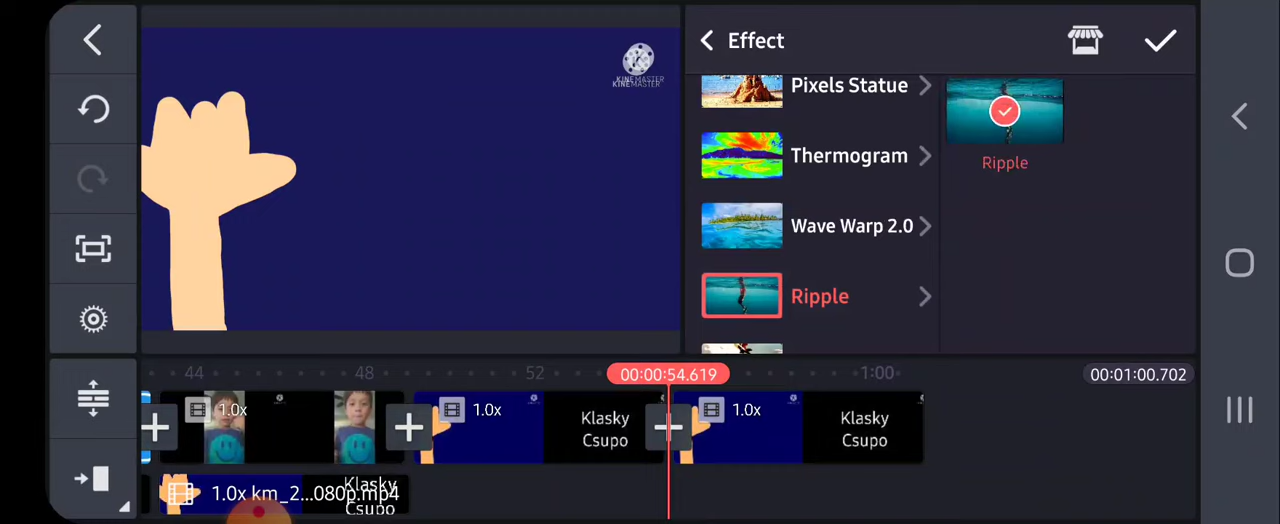 Effect
KINEMASTER
KINEMASTER
Pixels Statue
Thermogram
Wave Warp 2.0
Ripple
Ripple
44
48
52
00:00:54.619
1:00
00:01:00.702
1.0x
1.0x
Klasky
Csupo
1.0x
Klasky
Csupo
1.0x km_2...080p.mp4
Klasky
Csupo